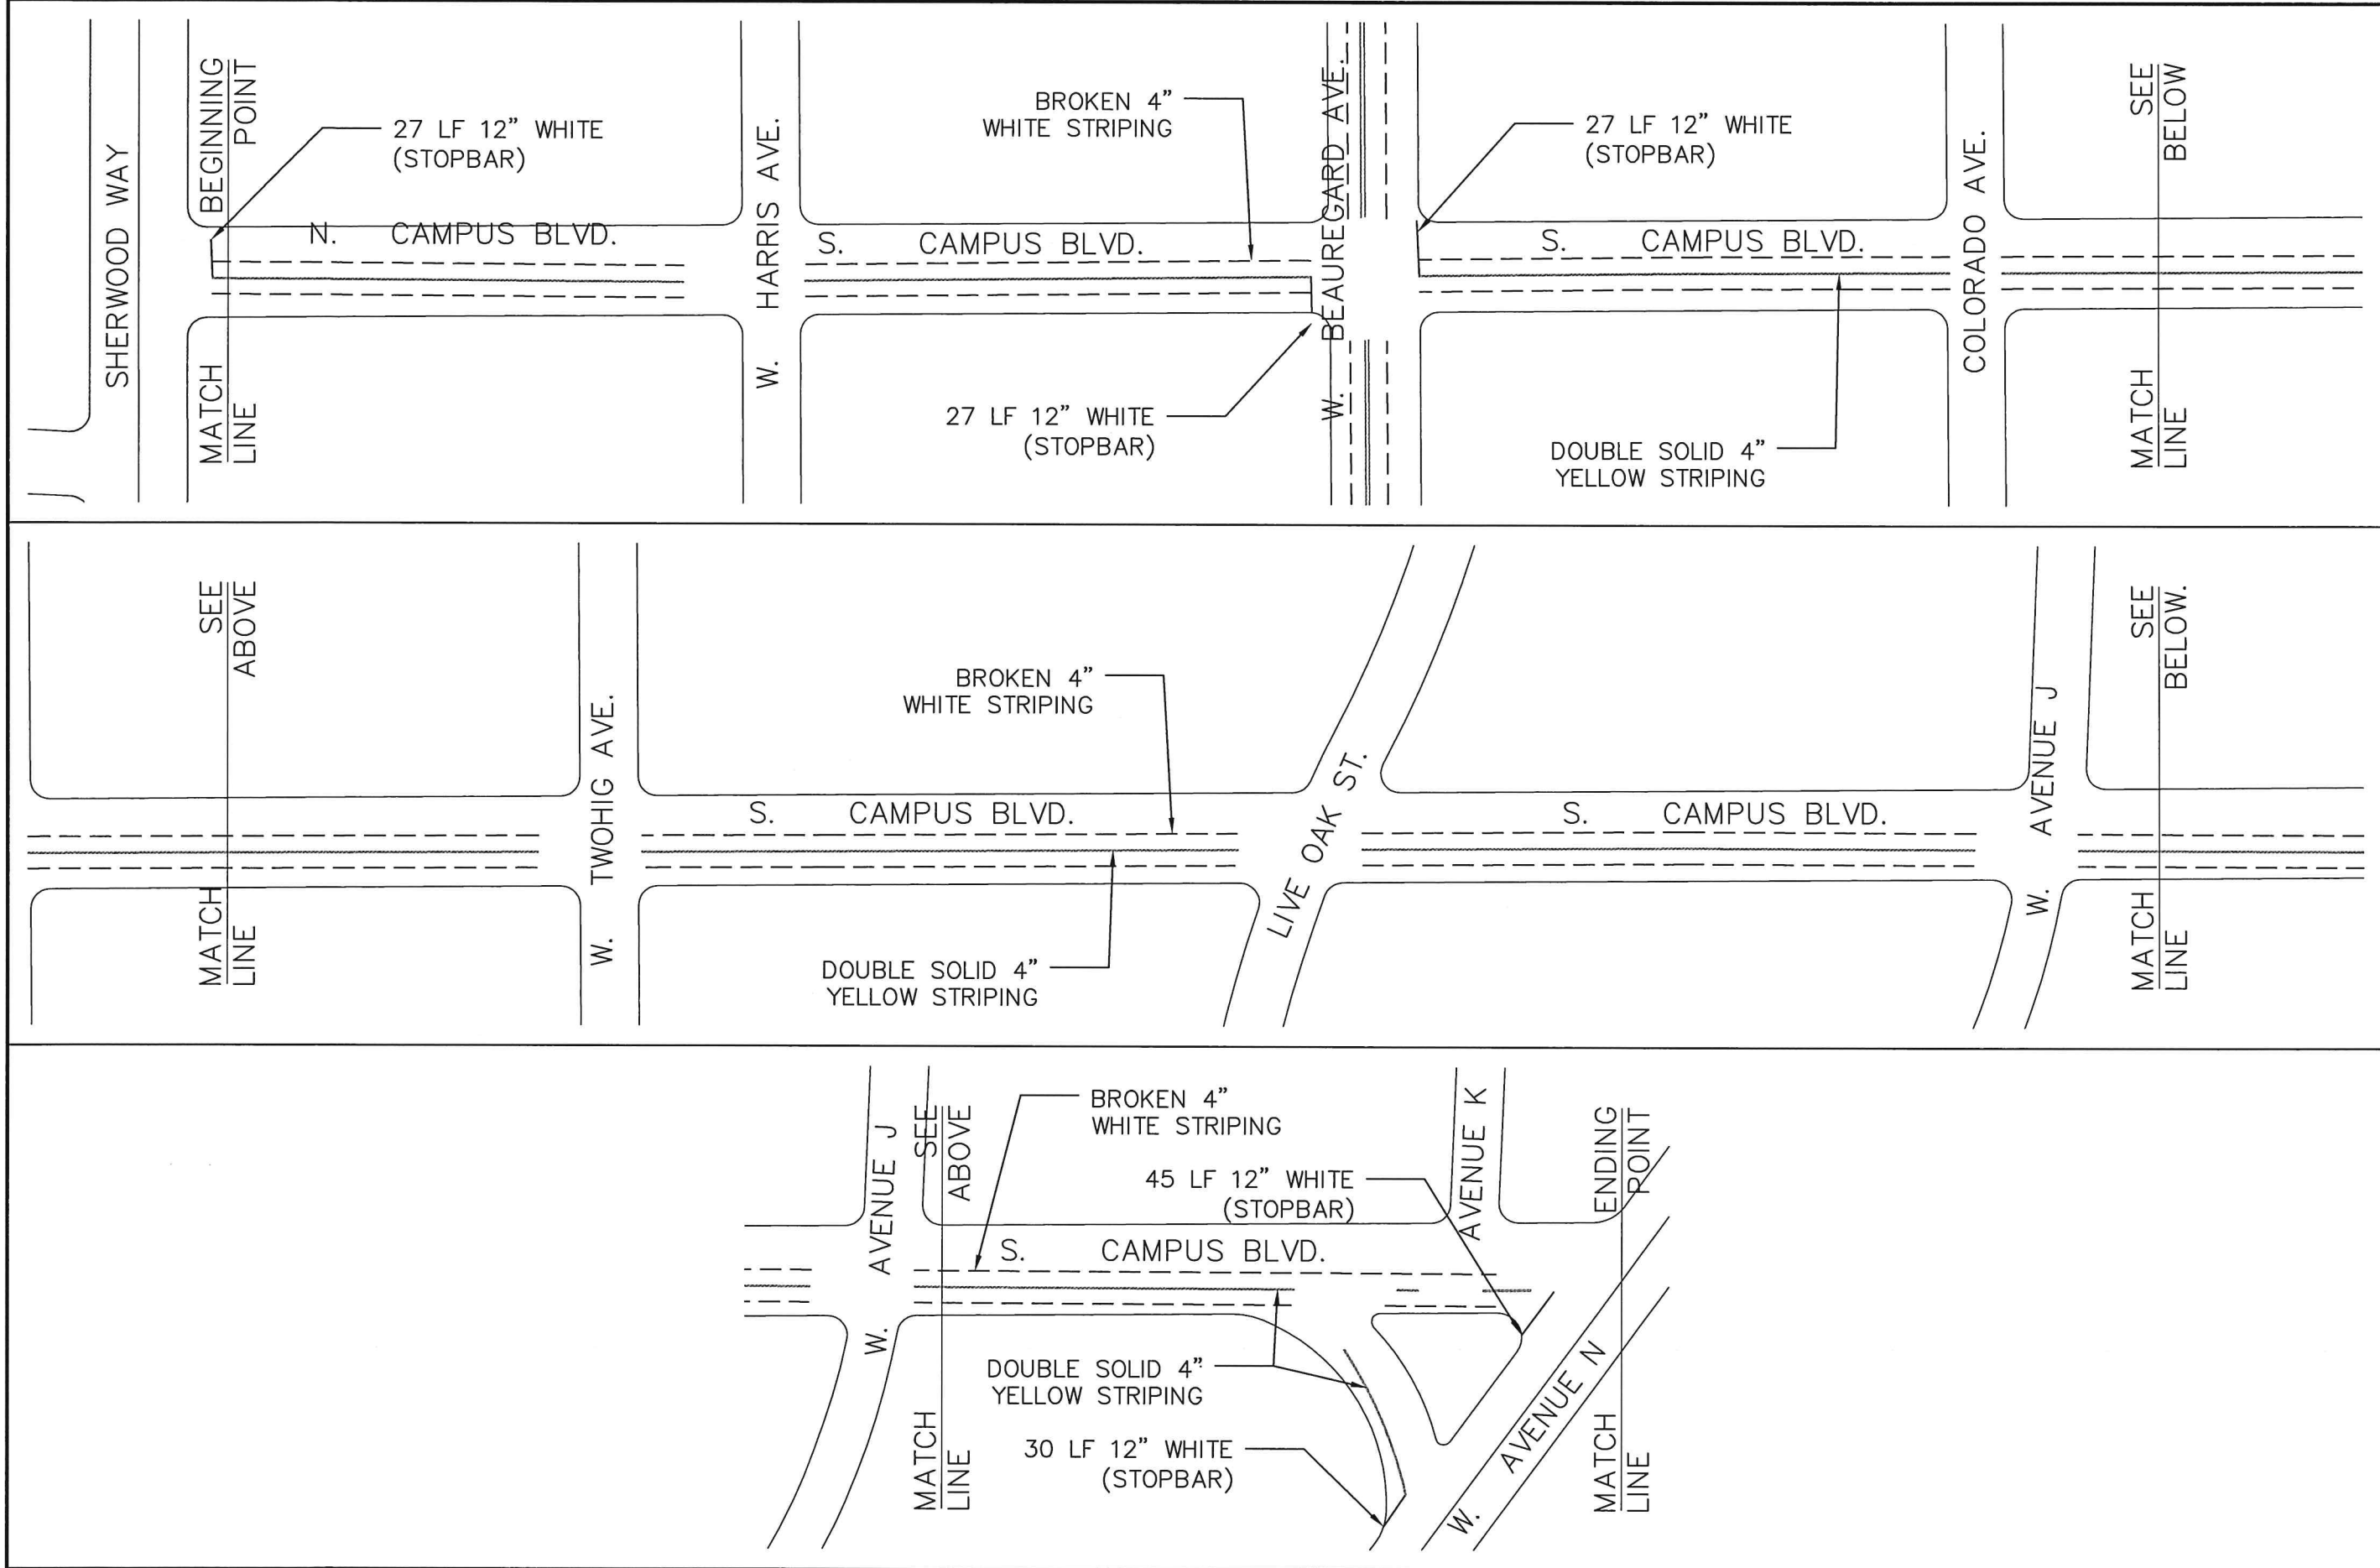 SHERWOOD WAY
BEGINNING
POINT
MATCH
LINE
27 LF 12” WHITE
(STOPBAR)
N. CAMPUS BLVD.
W. HARRIS AVE.
S. CAMPUS BLVD.
BROKEN 4”
WHITE STRIPING
27 LF 12” WHITE
(STOPBAR)
W. BEAUREGARD AVE.
27 LF 12” WHITE
(STOPBAR)
S. CAMPUS BLVD.
DOUBLE SOLID 4”
YELLOW STRIPING
COLORADO AVE.
SEE
BELOW
MATCH
LINE
SEE
ABOVE
MATCH
LINE
W. TWOHIG AVE.
BROKEN 4”
WHITE STRIPING
S. CAMPUS BLVD.
DOUBLE SOLID 4”
YELLOW STRIPING
LIVE OAK ST.
S. CAMPUS BLVD.
W. AVENUE J
SEE
BELOW.
MATCH
LINE
W. AVENUE J
SEE
ABOVE
MATCH
LINE
BROKEN 4”
WHITE STRIPING
45 LF 12” WHITE
(STOPBAR)
S. CAMPUS BLVD.
DOUBLE SOLID 4”
YELLOW STRIPING
30 LF 12” WHITE
(STOPBAR)
AVENUE K
W. AVENUE N
ENDING
POINT
MATCH
LINE